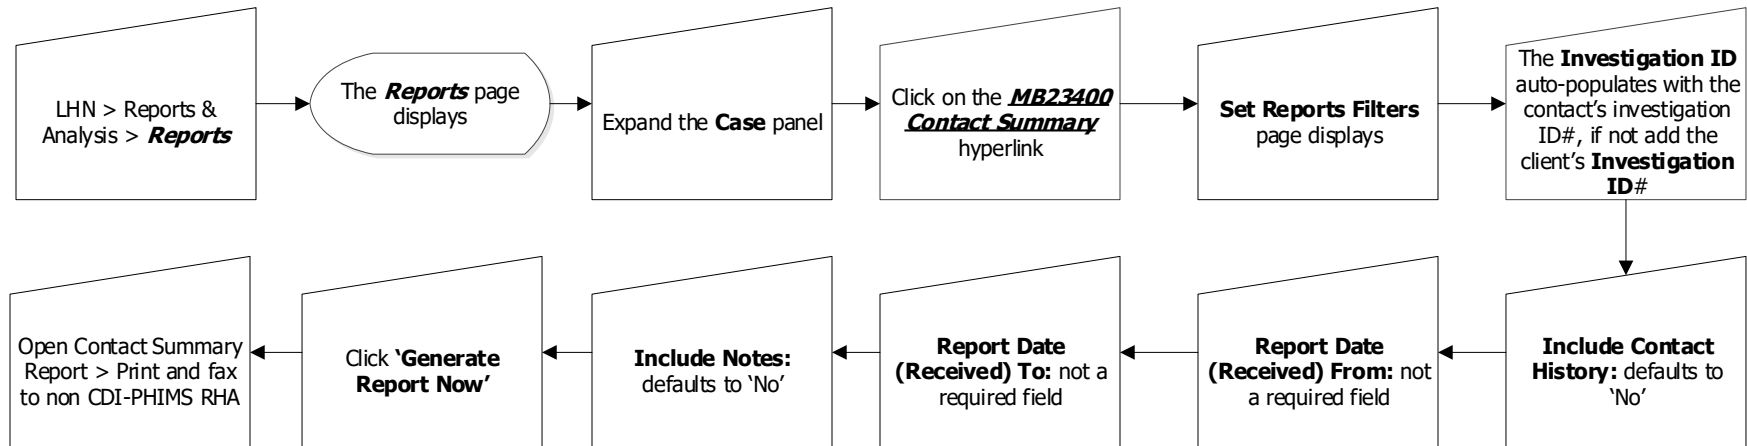 LHN > Reports &
Analysis > Reports
The Reports page
displays
Expand the Case panel
Click on the MB23400
Contact Summary
hyperlink
Set Reports Filters
page displays
The Investigation ID
auto-populates with the
contact's investigation
ID#, if not add the
client's Investigation
ID#
Include Contact
History: defaults to
'No'
Report Date
(Received) From: not
a required field
Report Date
(Received) To: not a
required field
Include Notes:
defaults to 'No'
Click 'Generate
Report Now'
Open Contact Summary
Report > Print and fax
to non CDI-PHIMS RHA